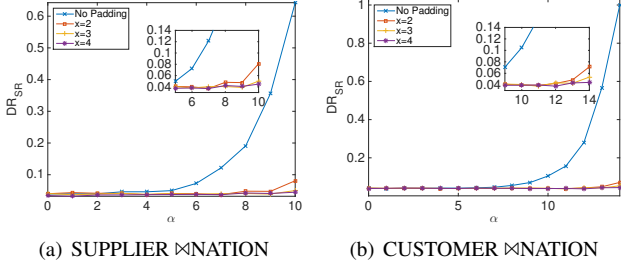 No Padding
x=2
x=3
x=4
0.14
0.12
0.10
0.08
0.06
0.04
6
8
10
0.6
0.5
0.4
0.3
0.2
0.1
DR_SR
0
2
4
6
8
10
α
(a) SUPPLIER ⋈NATION
No Padding
x=2
x=3
x=4
0.14
0.12
0.10
0.08
0.06
0.04
10
12
14
1
0.8
0.6
0.4
0.2
DR_SR
0
5
10
α
(b) CUSTOMER ⋈NATION